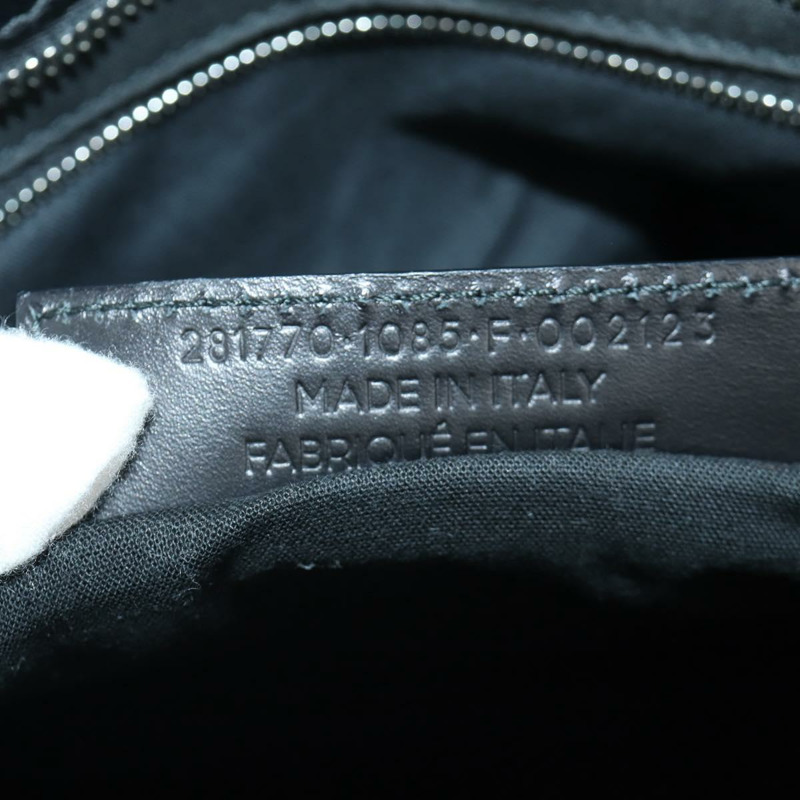 281770·1085·F·002123
MADE IN ITALY
FABRIQUÉ EN ITALIE